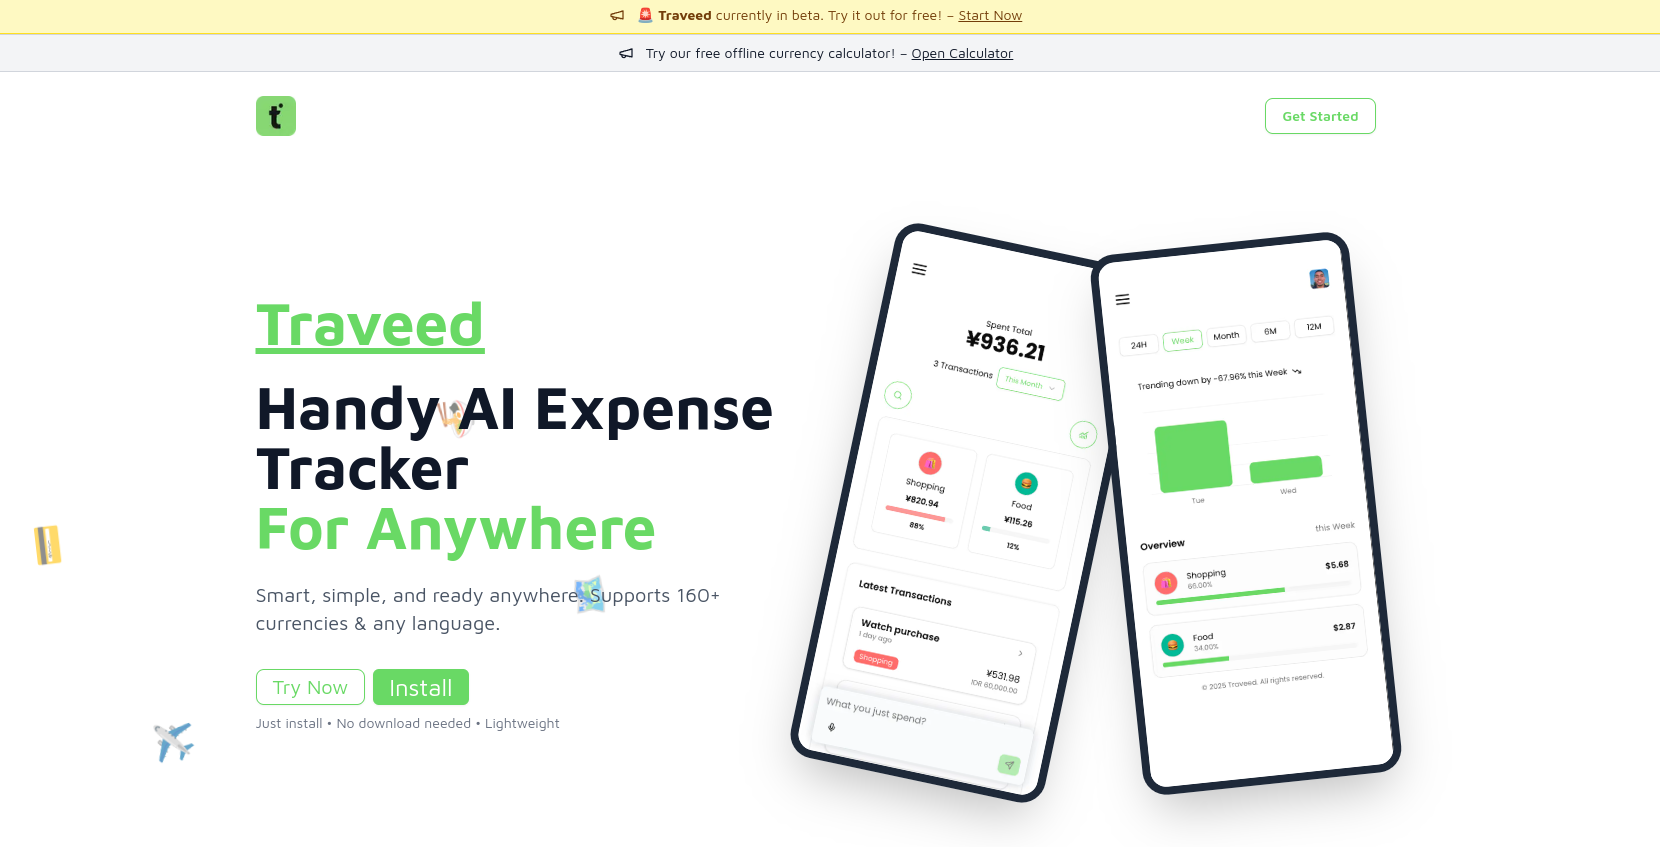 🚨 Traveed currently in beta. Try it out for free! – Start Now
Try our free offline currency calculator! – Open Calculator
t
Get Started
Traveed
Handy AI Expense
Tracker
For Anywhere
Smart, simple, and ready anywhere. Supports 160+
currencies & any language.
Try Now
Install
Just install • No download needed • Lightweight
Spent Total
¥936.21
3 Transactions
This Month
Shopping
¥820.94
88%
Food
¥115.26
12%
Latest Transactions
Watch purchase
1 day ago
Shopping
¥531.98
IDR 60,000.00
What you just spend?
24H
Week
Month
6M
12M
Trending down by -67.96% this Week
Tue
Wed
this Week
Overview
Shopping
66.00%
$5.68
Food
34.00%
$2.87
© 2025 Traveed. All rights reserved.